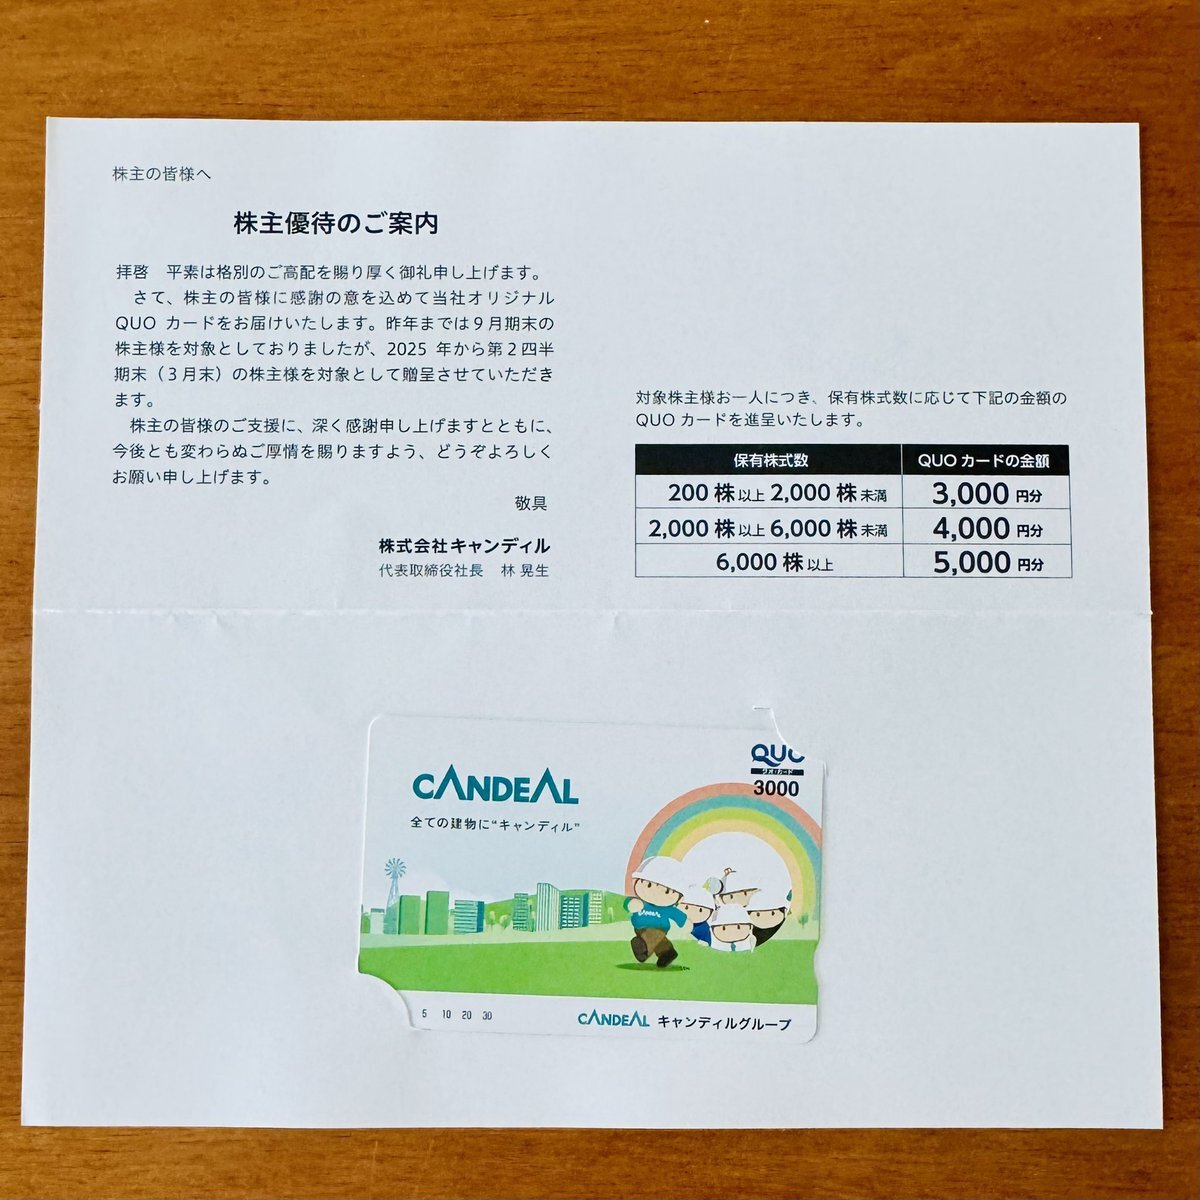 株主の皆様へ
株主優待のご案内
拝啓　平素は格別のご高配を賜り厚く御礼申し上げます。
さて、株主の皆様に感謝の意を込めて当社オリジナル
QUO カードをお届けいたします。昨年までは９月期末の
株主様を対象としておりましたが、2025 年から第２四半
期末（３月末）の株主様を対象として贈呈させていただき
ます。
株主の皆様のご支援に、深く感謝申し上げますとともに、
今後とも変わらぬご厚情を賜りますよう、どうぞよろしく
お願い申し上げます。
敬具
株式会社キャンディル
代表取締役社長　林 晃生
対象株主様お一人につき、保有株式数に応じて下記の金額の
QUO カードを進呈いたします。
保有株式数　QUO カードの金額
200 株以上 2,000 株未満　3,000 円分
2,000 株以上 6,000 株未満　4,000 円分
6,000 株以上　5,000 円分
QUO
クオ・カード
3000
CANDEAL
全ての建物に“キャンディル”
CANDEAL
5 10 20 30
CANDEAL キャンディルグループ